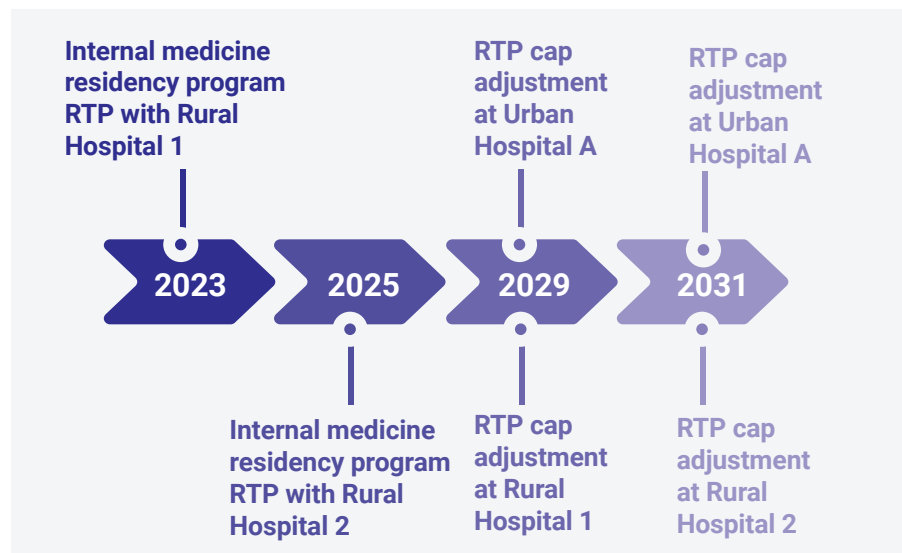 Internal medicine
residency program
RTP with Rural
Hospital 1
RTP cap
adjustment
at Urban
Hospital A
RTP cap
adjustment
at Urban
Hospital A
2023
2025
2029
2031
Internal medicine
residency program
RTP with Rural
Hospital 2
RTP cap
adjustment
at Rural
Hospital 1
RTP cap
adjustment
at Rural
Hospital 2